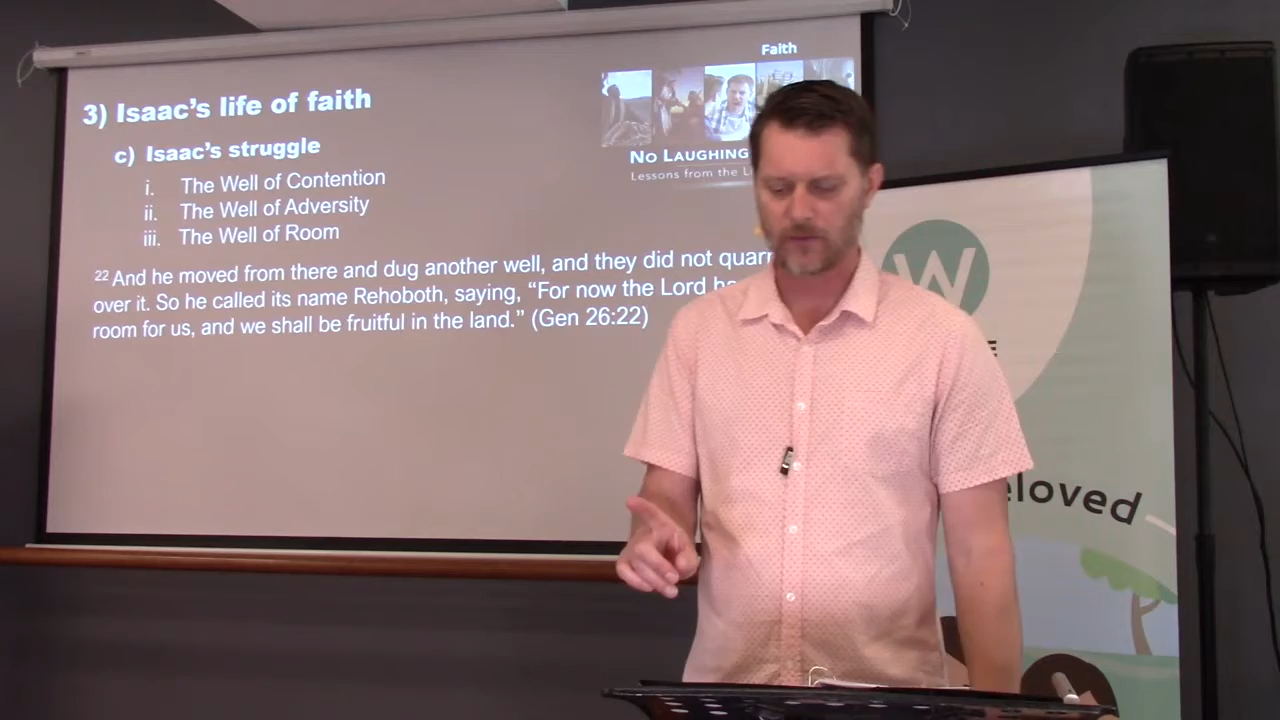 Faith
3) Isaac's life of faith
c) Isaac's struggle
No Laughing
Lessons from the
i. The Well of Contention
ii. The Well of Adversity
iii. The Well of Room
22 And he moved from there and dug another well, and they did not
over it. So he called its name Rehoboth, saying, “For now the Lord
room for us, and we shall be fruitful in the land.” (Gen 26:22)
W
eloved